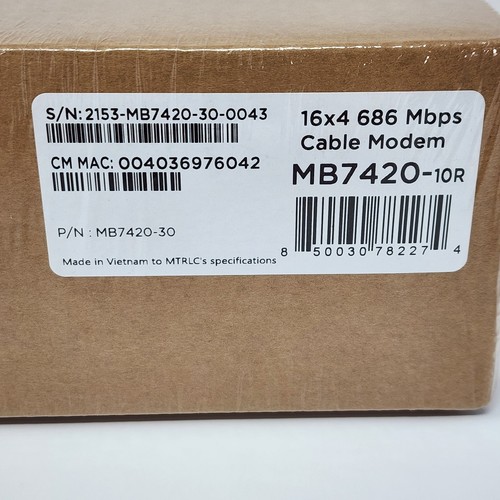 S/N: 2153-MB7420-30-0043
CM MAC: 004036976042
P/N : MB7420-30
Made in Vietnam to MTRLC's specifications
16x4 686 Mbps
Cable Modem
MB7420-10R
8 50030 78227 4